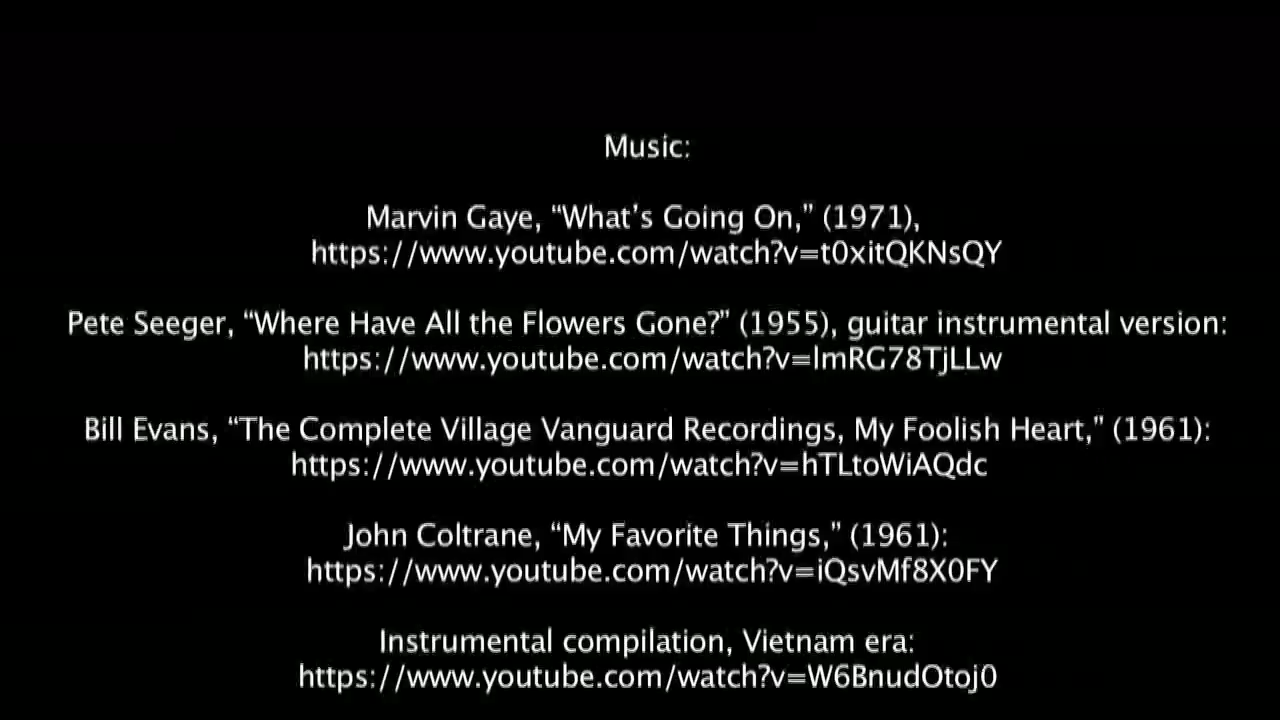 Music:
Marvin Gaye, “What’s Going On,” (1971),
https://www.youtube.com/watch?v=t0xitQKNsQY
Pete Seeger, “Where Have All the Flowers Gone?” (1955), guitar instrumental version:
https://www.youtube.com/watch?v=lmRG78TjLLw
Bill Evans, “The Complete Village Vanguard Recordings, My Foolish Heart,” (1961):
https://www.youtube.com/watch?v=hTLtoWiAQdc
John Coltrane, “My Favorite Things,” (1961):
https://www.youtube.com/watch?v=iQsvMf8X0FY
Instrumental compilation, Vietnam era:
https://www.youtube.com/watch?v=W6BnudOtoj0